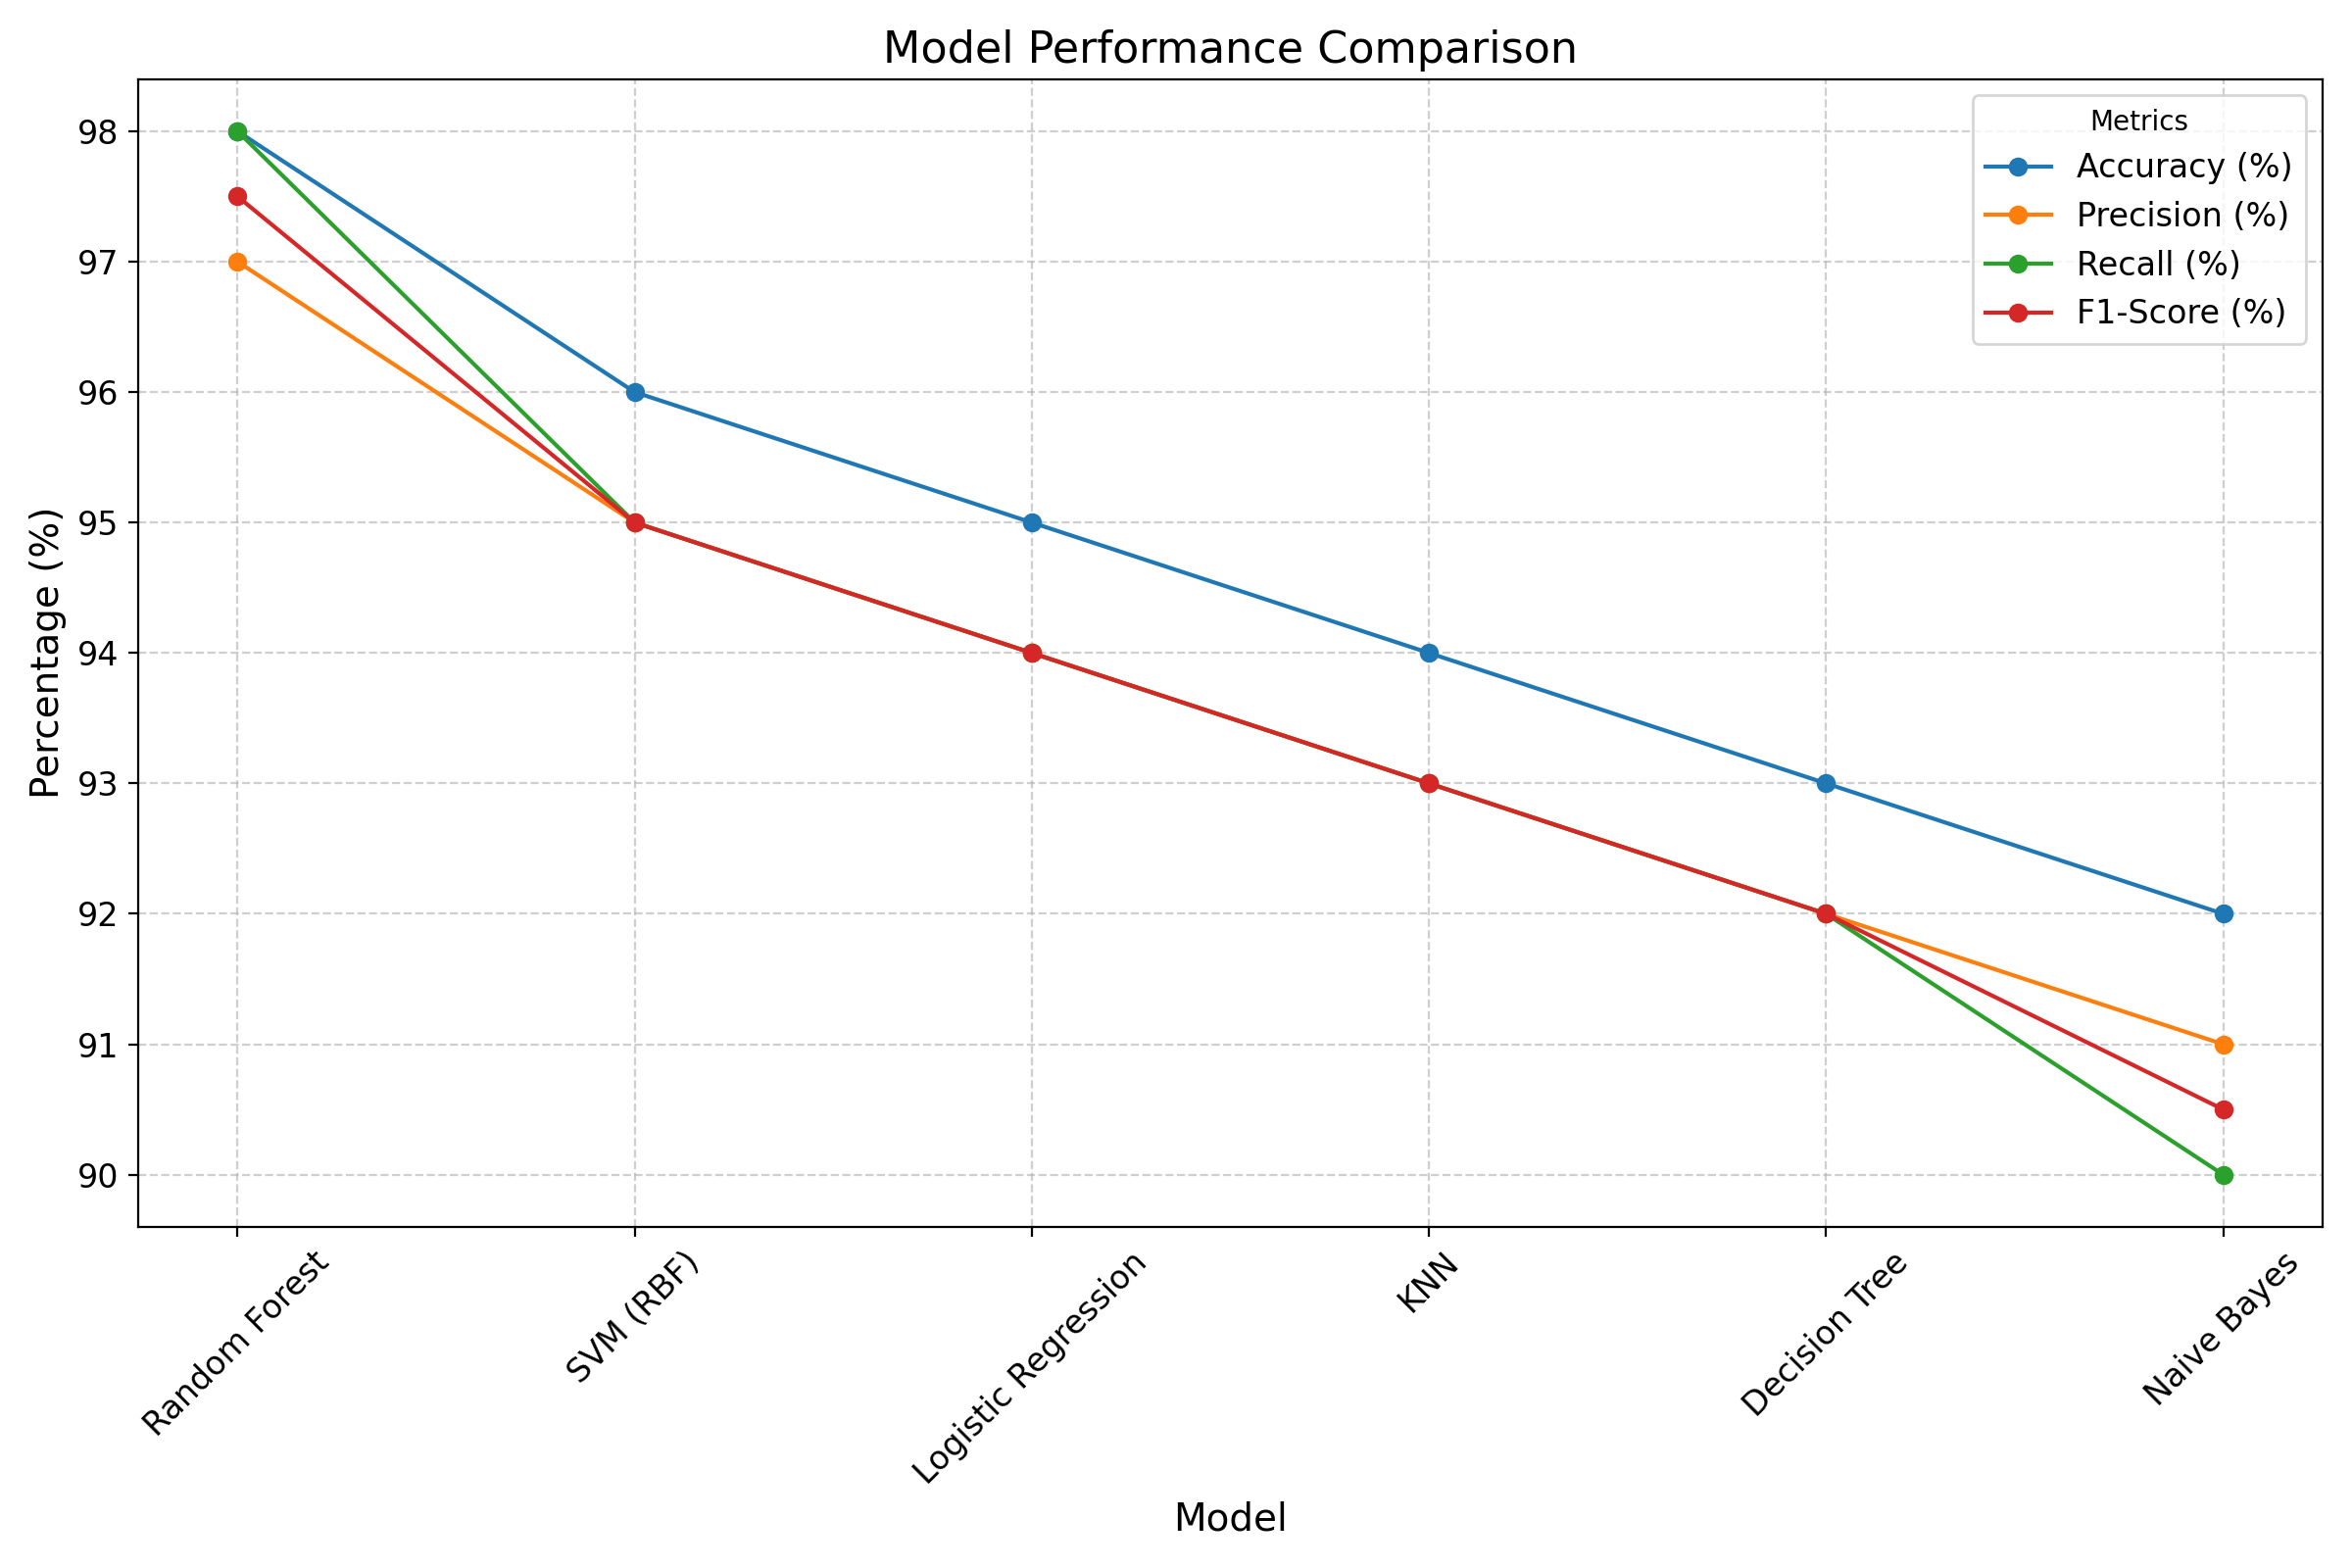 Model Performance Comparison
Metrics
Accuracy (%)
Precision (%)
Recall (%)
F1-Score (%)
Percentage (%)
98
97
96
95
94
93
92
91
90
Random Forest
SVM (RBF)
Logistic Regression
KNN
Decision Tree
Naive Bayes
Model